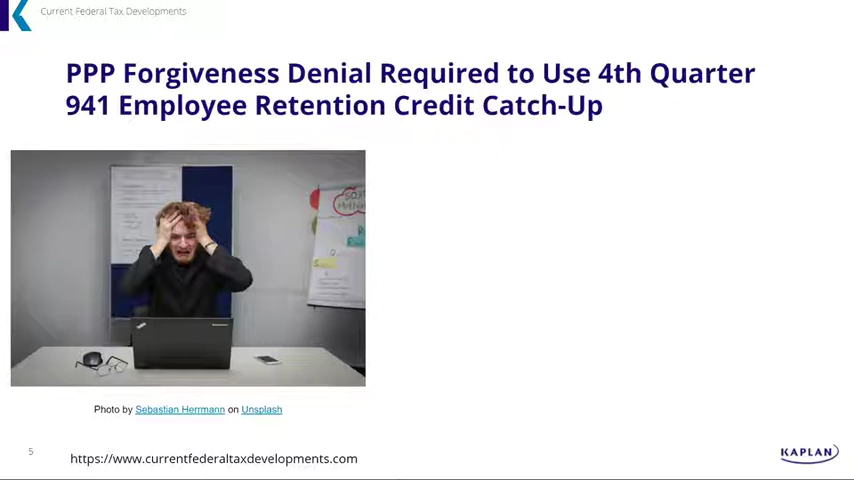 Current Federal Tax Developments
PPP Forgiveness Denial Required to Use 4th Quarter
941 Employee Retention Credit Catch-Up
Photo by Sebastian Herrmann on Unsplash
5
https://www.currentfederaltaxdevelopments.com
KAPLAN